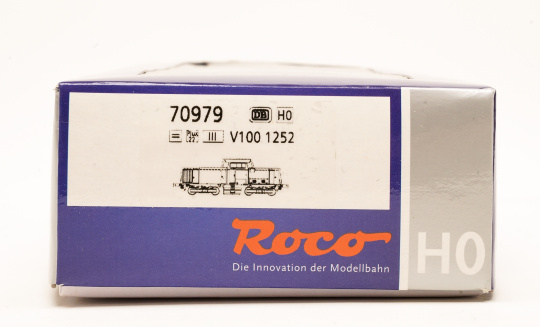 70979 DB H0
= Plux 22 III V100 1252
Roco
Die Innovation der Modellbahn
H0